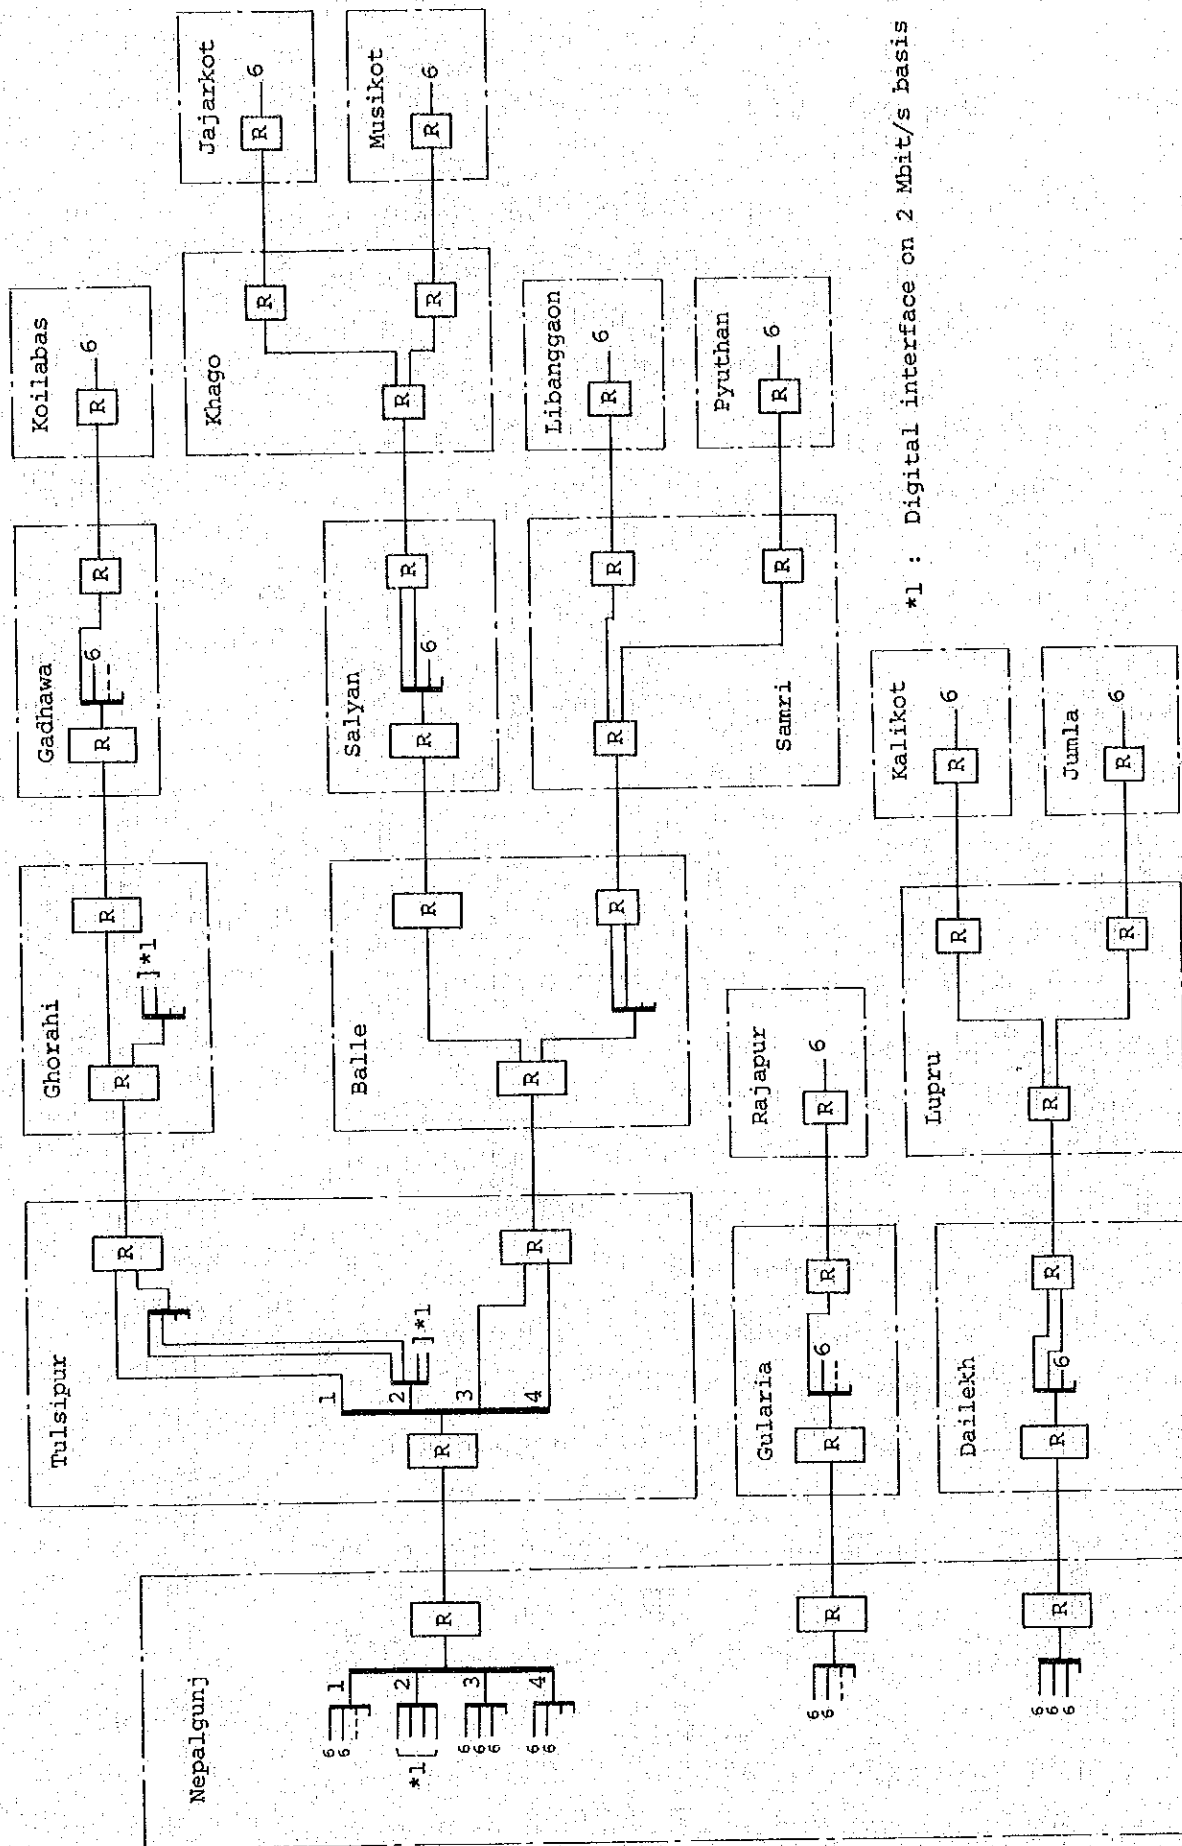 Nepalgunj
6
6
1
*1
2
6
6
6
3
6
6
4
R
6
6
R
6
6
6
R
Tulsipur
R
1
2
3
4
*1
R
R
Gularia
R
6
R
Dailekh
R
6
R
Ghorahi
R
*1
R
Balle
R
R
R
Rajapur
R
6
Lupru
R
R
R
Gadhawa
R
6
R
Salyan
R
6
R
Samri
R
R
R
Kalikot
R
6
Jumla
R
6
Koilabas
R
6
Khago
R
R
R
Libanggaon
R
6
Pyuthan
R
6
Jajarkot
R
6
Musikot
R
6
*1 : Digital interface on 2 Mbit/s basis